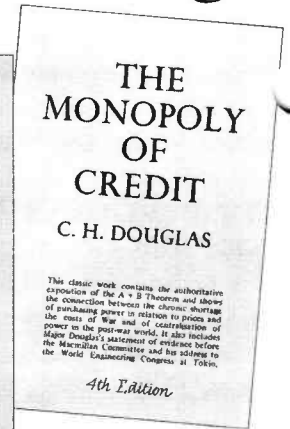 THE
MONOPOLY
OF
CREDIT
C. H. DOUGLAS
This classic work contains the authoritative
exposition of the A + B Theorem and shows
the connection between the chronic shortage
of purchasing power in relation to prices and
the costs of War and of centralisation of
power in the post-war world. It also includes
Major Douglas's statement of evidence before
the Macmillan Committee and his address to
the World Engineering Congress at Tokio.
4th Edition